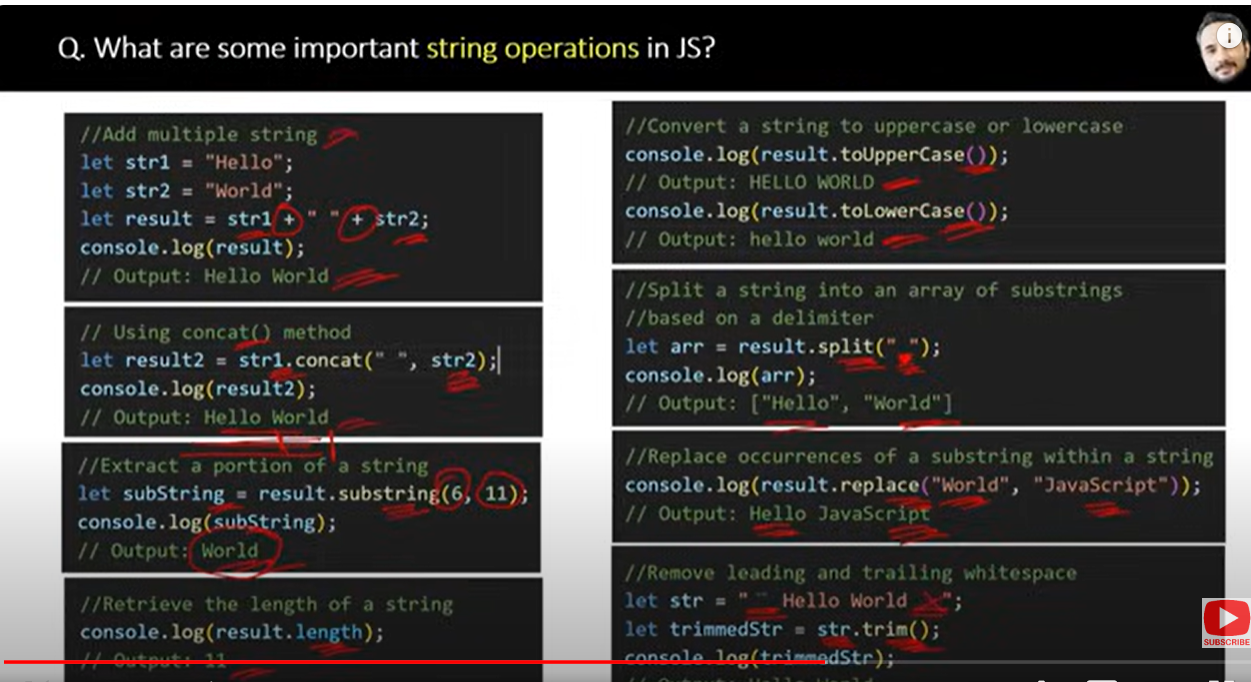 Q. What are some important string operations in JS?
//Add multiple string
let str1 = "Hello";
let str2 = "World";
let result = str1 + " " + str2;
console.log(result);
// Output: Hello World
// Using concat() method
let result2 = str1.concat(" ", str2);
console.log(result2);
// Output: Hello World
//Extract a portion of a string
let subString = result.substring(6, 11);
console.log(subString);
// Output: World
//Retrieve the length of a string
console.log(result.length);
// Output: 11
//Convert a string to uppercase or lowercase
console.log(result.toUpperCase());
// Output: HELLO WORLD
console.log(result.toLowerCase());
// Output: hello world
//Split a string into an array of substrings
//based on a delimiter
let arr = result.split(" ");
console.log(arr);
// Output: ["Hello", "World"]
//Replace occurrences of a substring within a string
console.log(result.replace("World", "JavaScript"));
// Output: Hello JavaScript
//Remove leading and trailing whitespace
let str = "   Hello World   ";
let trimmedStr = str.trim();
console.log(trimmedStr);
// Output: Hello World
SUBSCRIBE